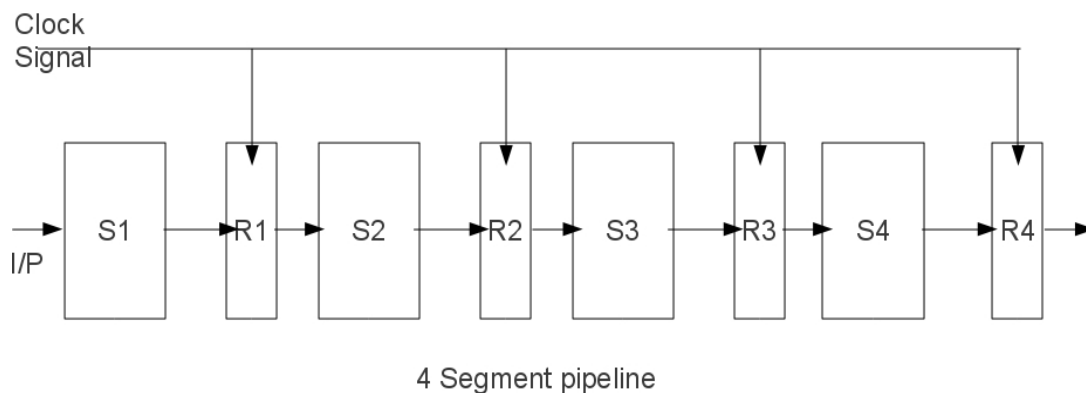 Clock
Signal
S1 R1 S2 R2 S3 R3 S4 R4
I/P
4 Segment pipeline